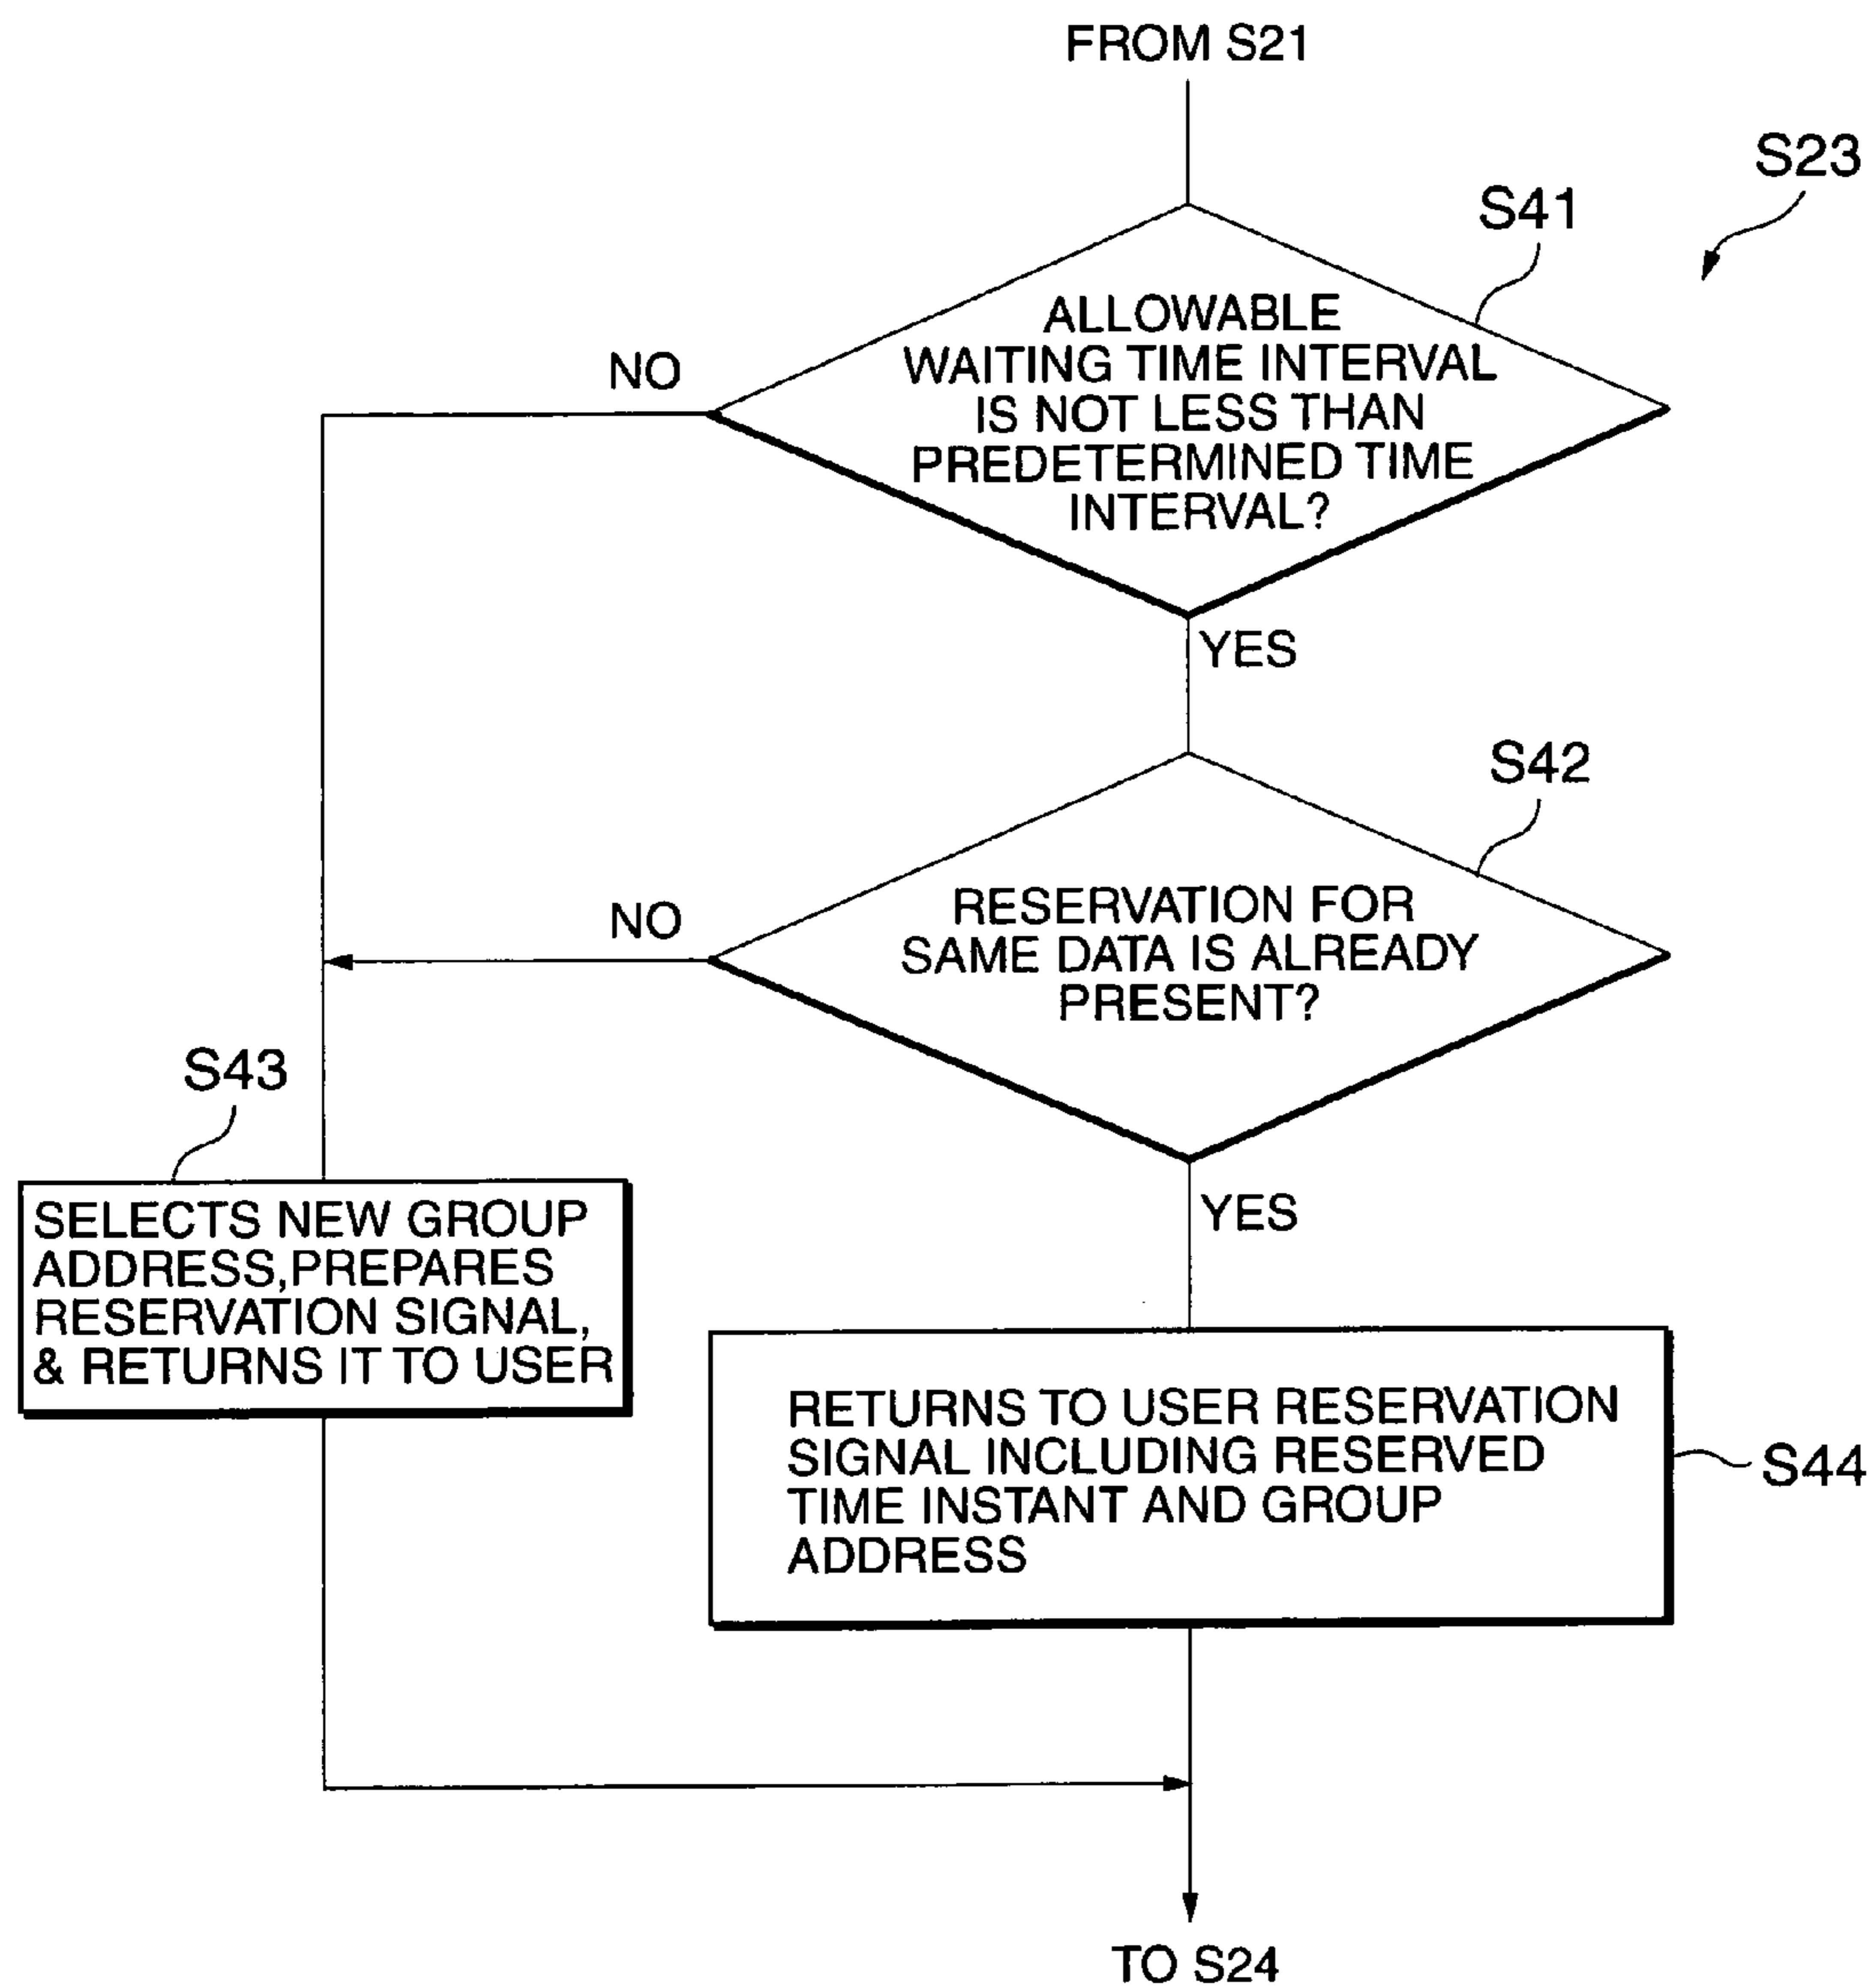 FROM S21
S23
S41
ALLOWABLE
WAITING TIME INTERVAL
IS NOT LESS THAN
PREDETERMINED TIME
INTERVAL?
NO
YES
S42
RESERVATION FOR
SAME DATA IS ALREADY
PRESENT?
NO
YES
S43
SELECTS NEW GROUP
ADDRESS,PREPARES
RESERVATION SIGNAL,
& RETURNS IT TO USER
RETURNS TO USER RESERVATION
SIGNAL INCLUDING RESERVED
TIME INSTANT AND GROUP
ADDRESS
S44
TO S24